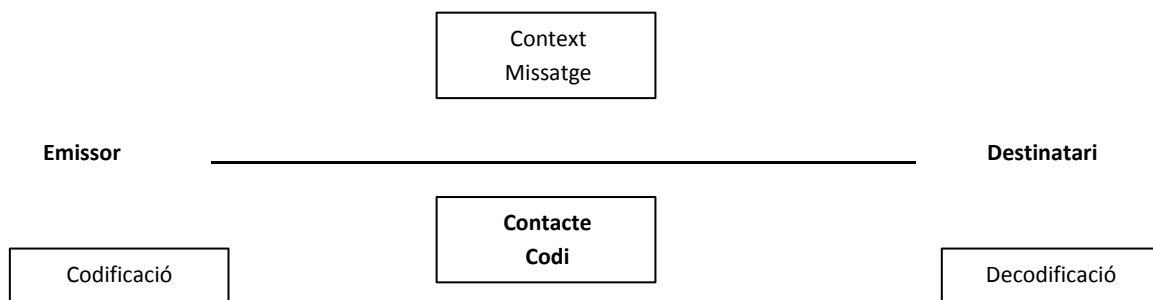 Context
Missatge
Emissor
Destinatari
Contacte
Codi
Codificació
Decodificació